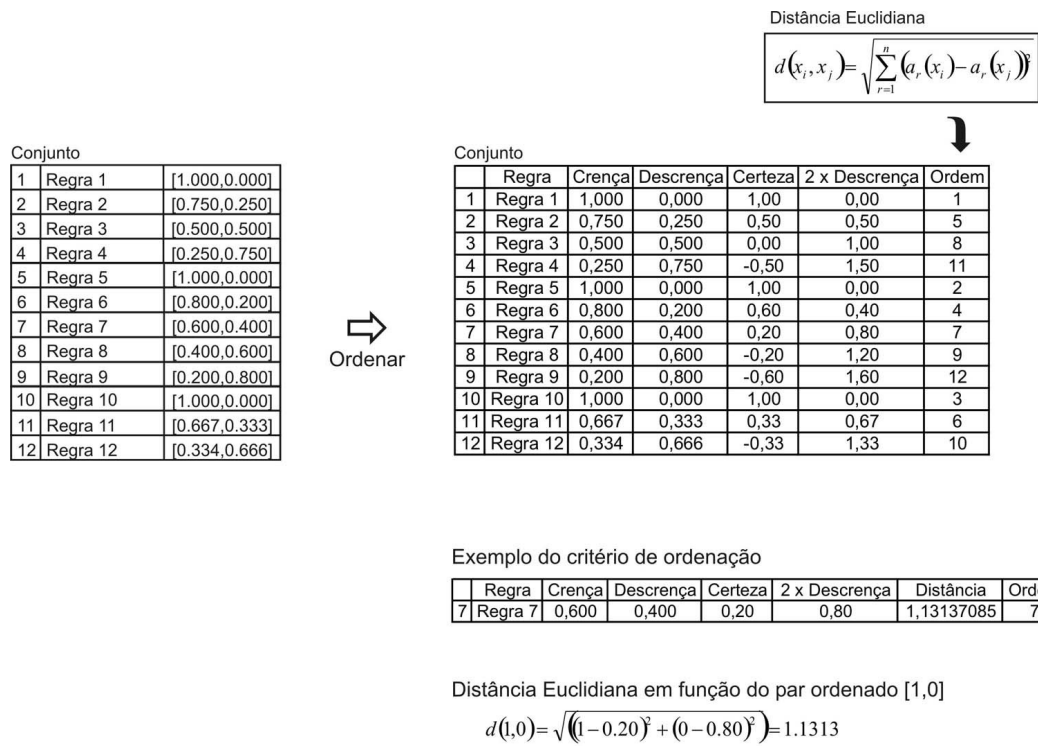 Distância Euclidiana
d(x_i, x_j) = √∑_{r=1}^{n} (a_r(x_i) − a_r(x_j))²
Conjunto
1 Regra 1 [1.000,0.000]
2 Regra 2 [0.750,0.250]
3 Regra 3 [0.500,0.500]
4 Regra 4 [0.250,0.750]
5 Regra 5 [1.000,0.000]
6 Regra 6 [0.800,0.200]
7 Regra 7 [0.600,0.400]
8 Regra 8 [0.400,0.600]
9 Regra 9 [0.200,0.800]
10 Regra 10 [1.000,0.000]
11 Regra 11 [0.667,0.333]
12 Regra 12 [0.334,0.666]
Ordenar
Conjunto
Regra Crença Descrença Certeza 2 x Descrença Ordem
1 Regra 1 1,000 0,000 1,00 0,00 1
2 Regra 2 0,750 0,250 0,50 0,50 5
3 Regra 3 0,500 0,500 0,00 1,00 8
4 Regra 4 0,250 0,750 -0,50 1,50 11
5 Regra 5 1,000 0,000 1,00 0,00 2
6 Regra 6 0,800 0,200 0,60 0,40 4
7 Regra 7 0,600 0,400 0,20 0,80 7
8 Regra 8 0,400 0,600 -0,20 1,20 9
9 Regra 9 0,200 0,800 -0,60 1,60 12
10 Regra 10 1,000 0,000 1,00 0,00 3
11 Regra 11 0,667 0,333 0,33 0,67 6
12 Regra 12 0,334 0,666 -0,33 1,33 10
Exemplo do critério de ordenação
Regra Crença Descrença Certeza 2 x Descrença Distância
7 Regra 7 0,600 0,400 0,20 0,80 1,13137085 7
Distância Euclidiana em função do par ordenado [1,0]
d(1,0) = √((1−0.20)² + (0−0.80)²) = 1.1313